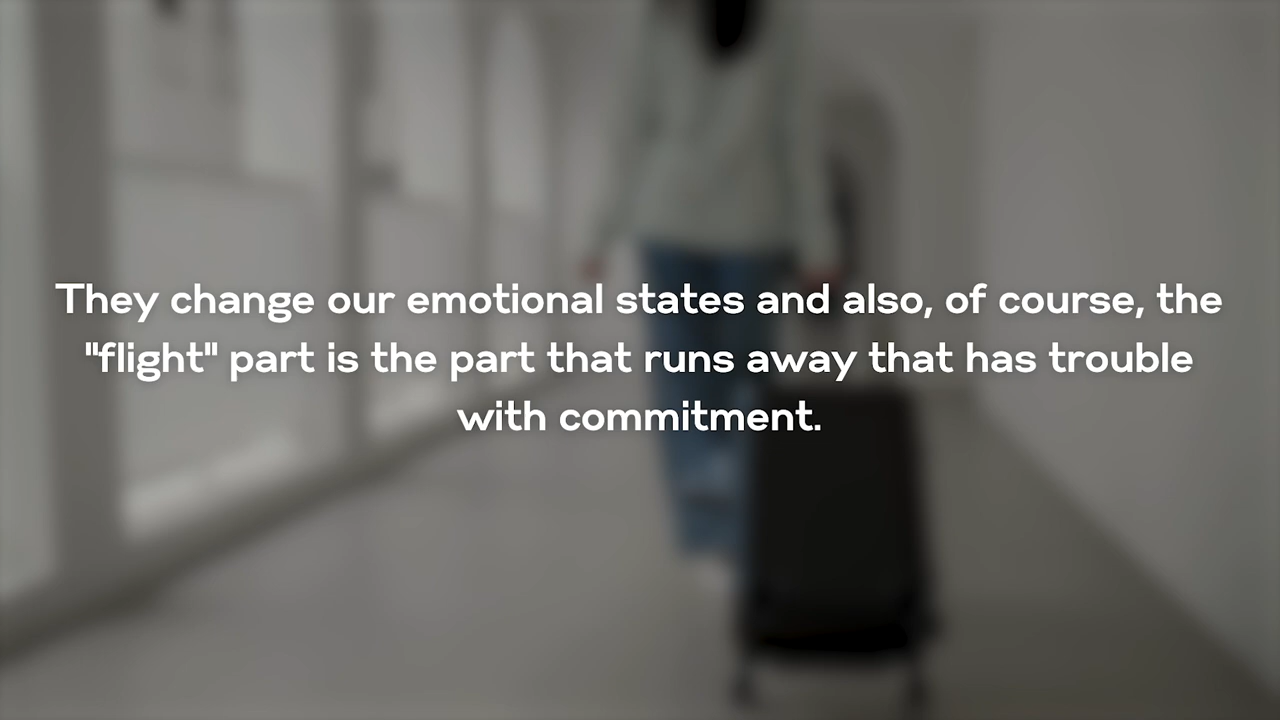 They change our emotional states and also, of course, the
"flight" part is the part that runs away that has trouble
with commitment.